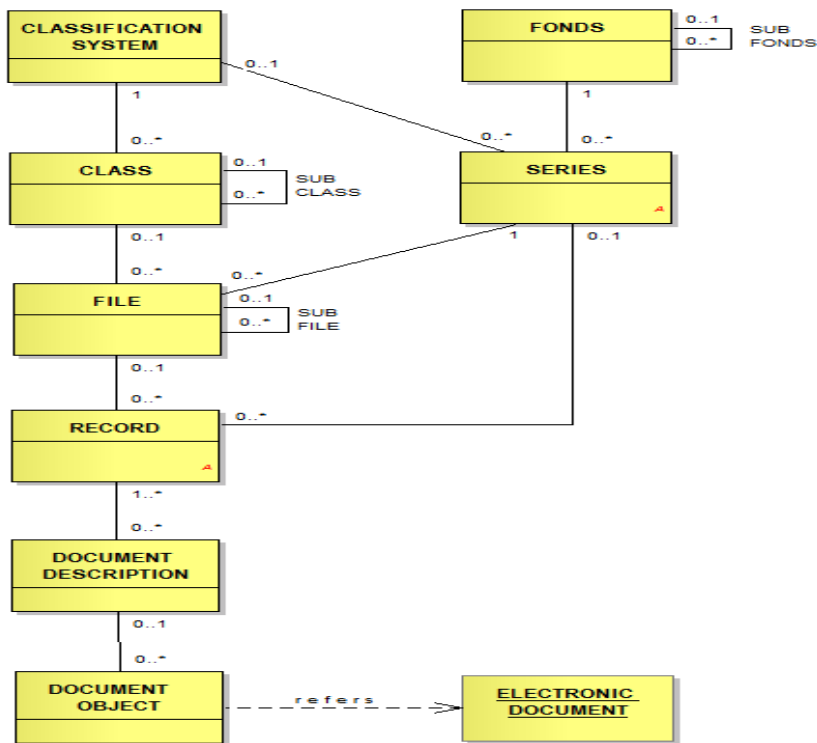 CLASSIFICATION
SYSTEM
FONDS
0..1
SUB
0..*
FONDS
0..1
1
1
0..*
0..*
0..*
CLASS
0..1
SUB
0..*
CLASS
SERIES
A
0..1
1
0..1
0..*
0..*
FILE
0..1
SUB
0..*
FILE
0..1
0..*
0..*
RECORD
A
1..*
0..*
DOCUMENT
DESCRIPTION
0..1
0..*
DOCUMENT
OBJECT
refers
ELECTRONIC
DOCUMENT